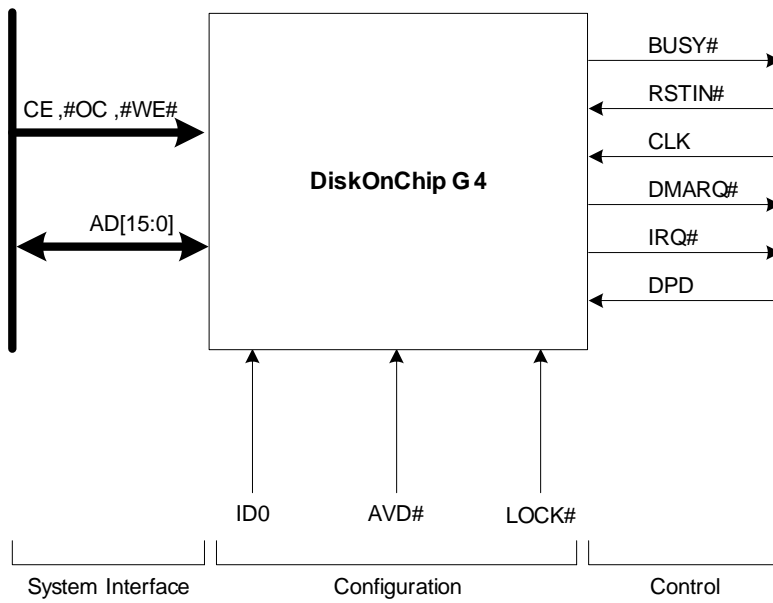 BUSY#
RSTIN#
CE ,#OC ,#WE#
CLK
DiskOnChip G 4
DMARQ#
AD[15:0]
IRQ#
DPD
ID0
AVD#
LOCK#
System Interface
Configuration
Control